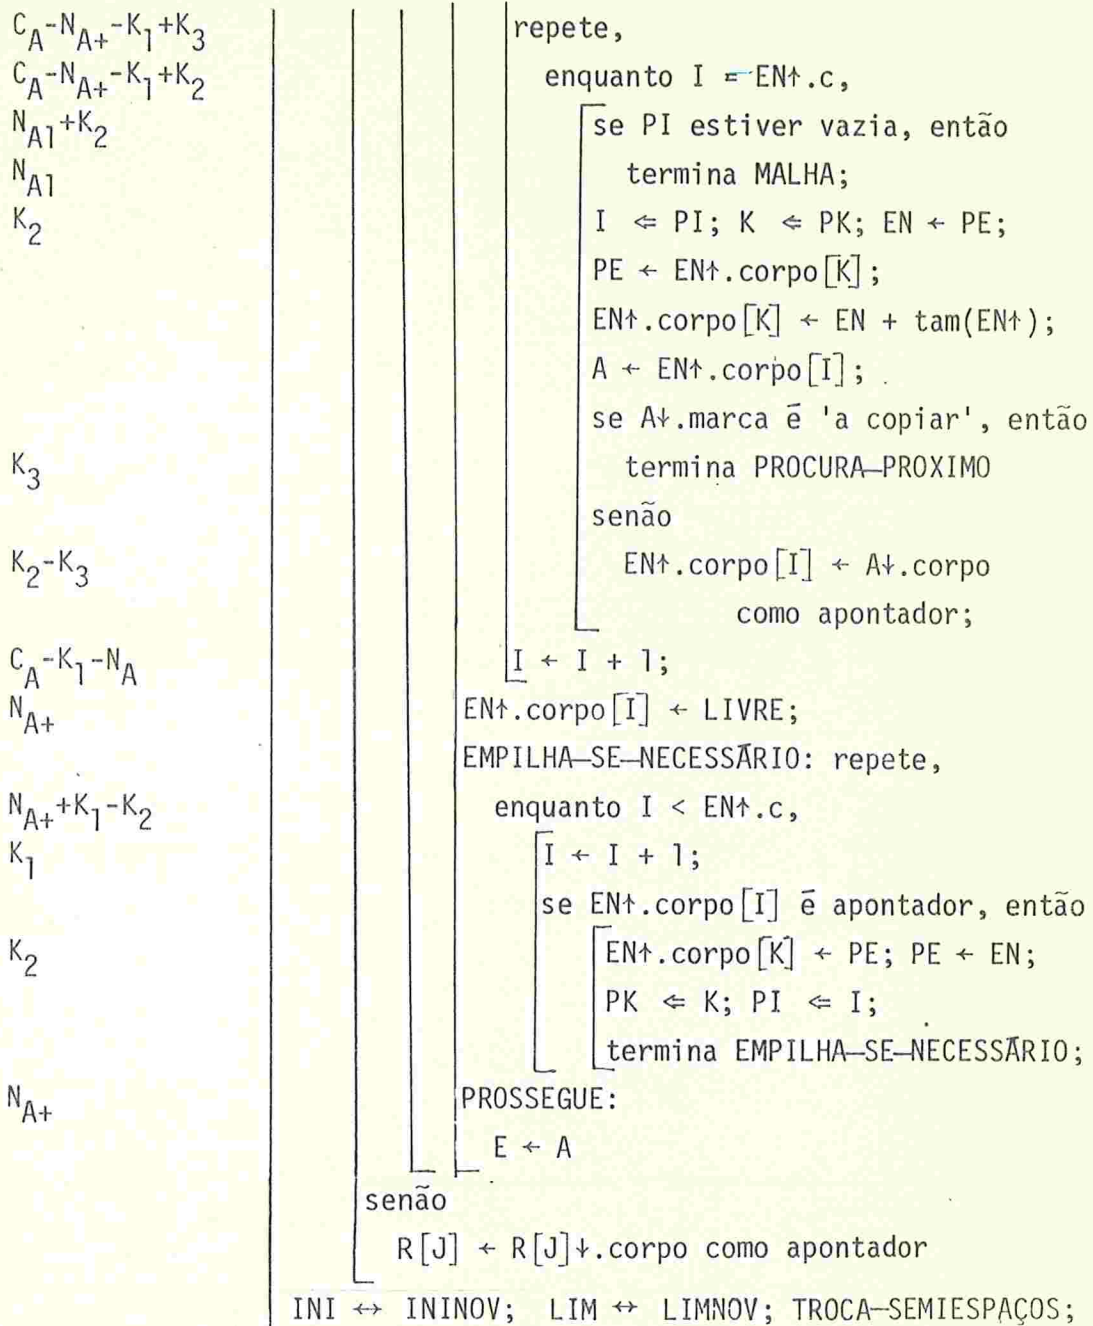 C_A-N_A+-K_1+K_3 repete,
C_A-N_A+-K_1+K_2 enquanto I = EN↑.c,
N_A1+K_2 se PI estiver vazia, então
N_A1 termina MALHA;
K_2 I ⇐ PI; K ⇐ PK; EN ← PE;
PE ← EN↑.corpo[K];
EN↑.corpo[K] ← EN + tam(EN↑);
A ← EN↑.corpo[I];
se A↓.marca é 'a copiar', então
K_3 termina PROCURA—PROXIMO
senão
K_2-K_3 EN↑.corpo[I] ← A↓.corpo
como apontador;
C_A-K_1-N_A I ← I + 1;
N_A+ EN↑.corpo[I] ← LIVRE;
EMPILHA—SE—NECESSÁRIO: repete,
N_A++K_1-K_2 enquanto I < EN↑.c,
K_1 I ← I + 1;
se EN↑.corpo[I] é apontador, então
K_2 EN↑.corpo[K] ← PE; PE ← EN;
PK ⇐ K; PI ⇐ I;
termina EMPILHA—SE—NECESSÁRIO;
N_A+ PROSSEGUE:
E ← A
senão
R[J] ← R[J]↓.corpo como apontador
INI ↔ ININOV; LIM ↔ LIMNOV; TROCA—SEMIESPAÇOS;